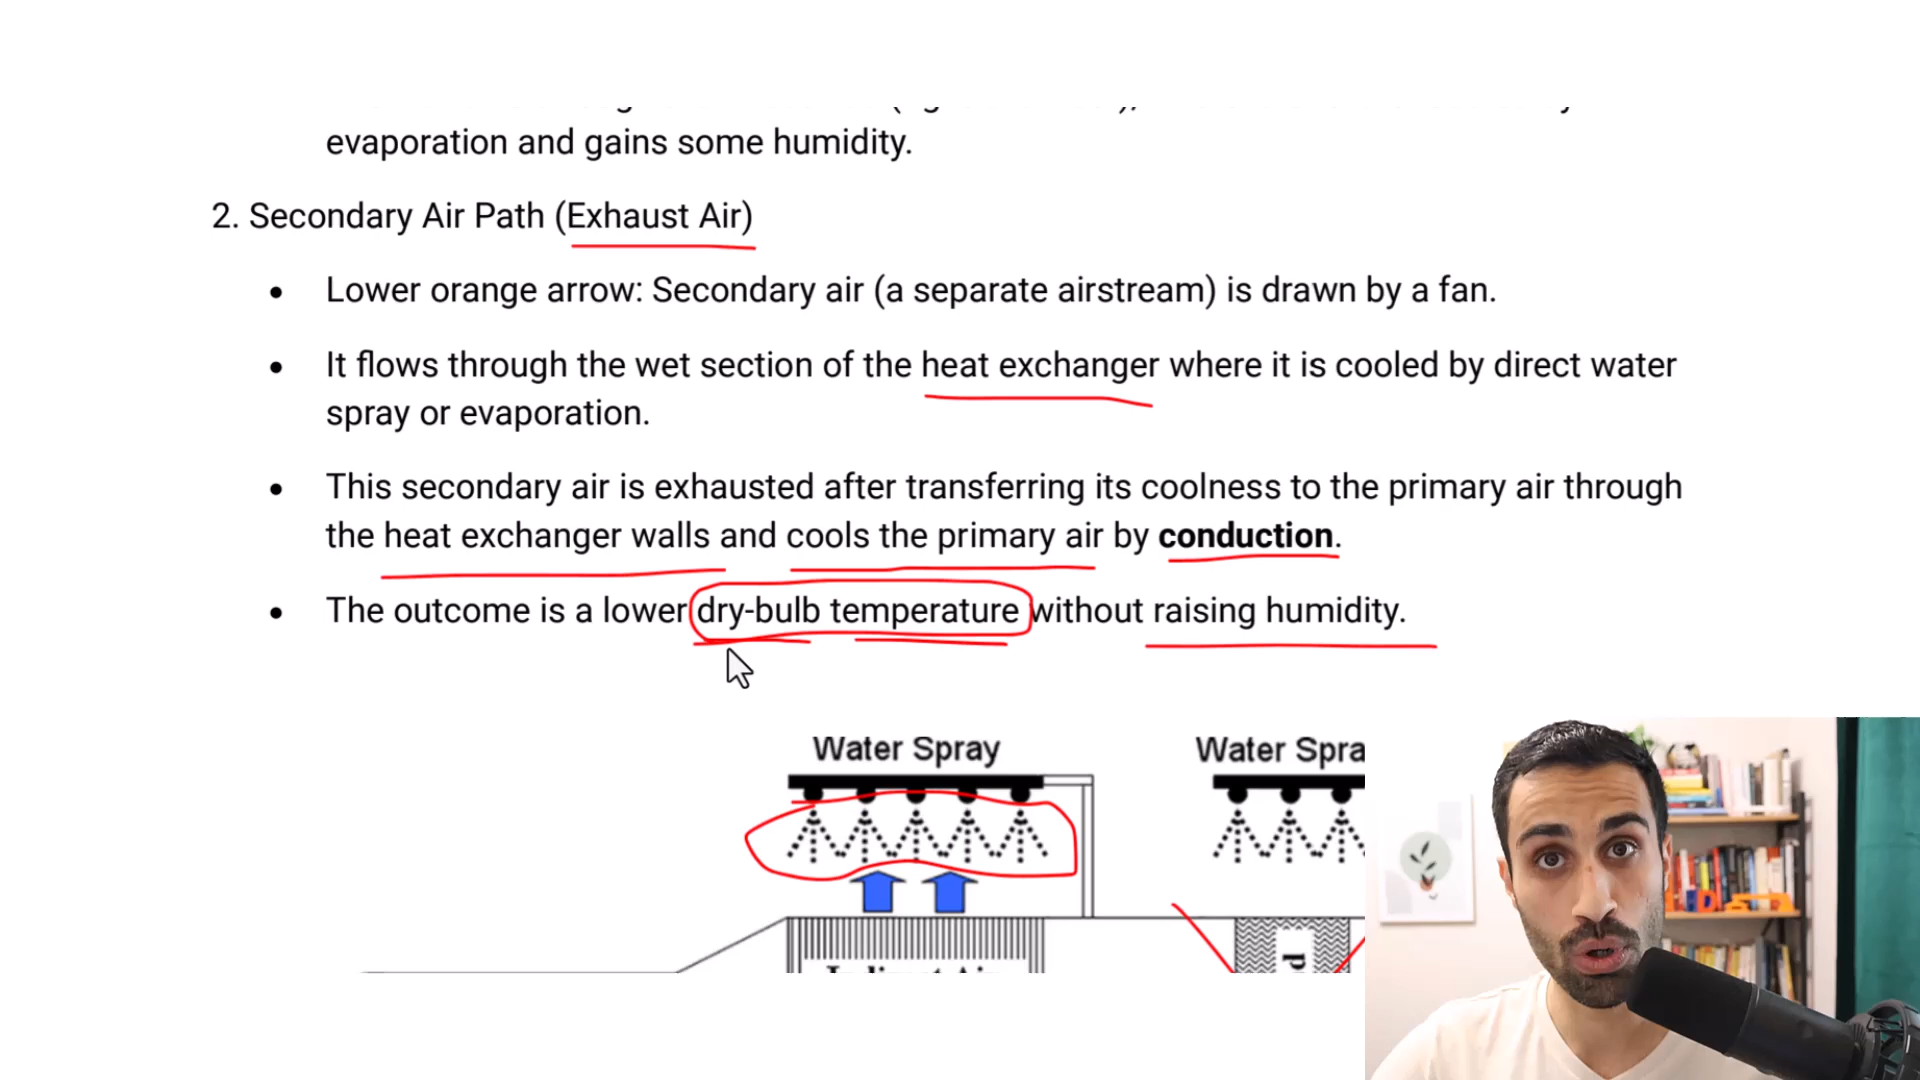 evaporation and gains some humidity.
2. Secondary Air Path (Exhaust Air)
• Lower orange arrow: Secondary air (a separate airstream) is drawn by a fan.
• It flows through the wet section of the heat exchanger where it is cooled by direct water
spray or evaporation.
• This secondary air is exhausted after transferring its coolness to the primary air through
the heat exchanger walls and cools the primary air by conduction.
• The outcome is a lower dry-bulb temperature without raising humidity.
Water Spray
Water Spra